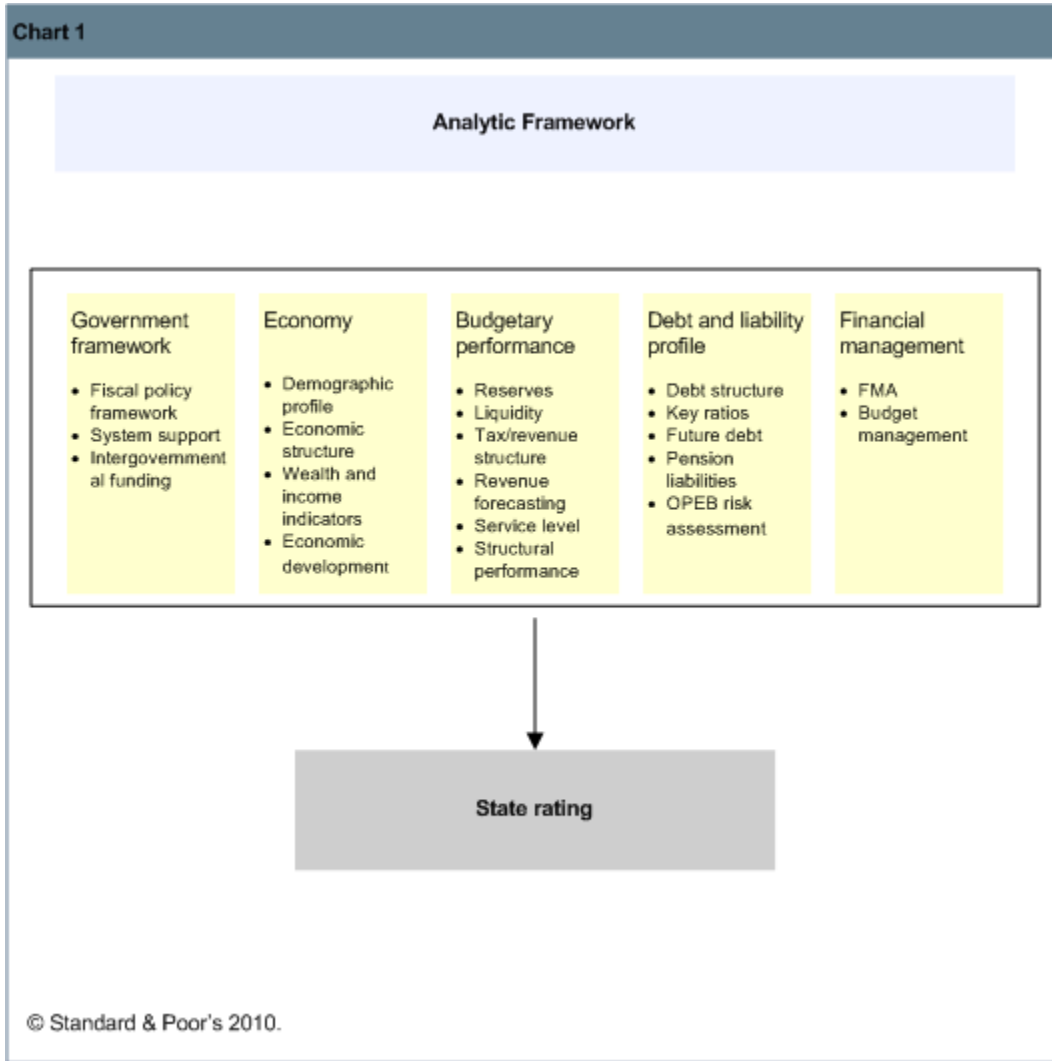 Chart 1
Analytic Framework
Government
framework
• Fiscal policy
framework
• System support
• Intergovernment
al funding
Economy
• Demographic
profile
• Economic
structure
• Wealth and
income
indicators
• Economic
development
Budgetary
performance
• Reserves
• Liquidity
• Tax/revenue
structure
• Revenue
forecasting
• Service level
• Structural
performance
Debt and liability
profile
• Debt structure
• Key ratios
• Future debt
• Pension
liabilities
• OPEB risk
assessment
Financial
management
• FMA
• Budget
management
State rating
© Standard & Poor's 2010.